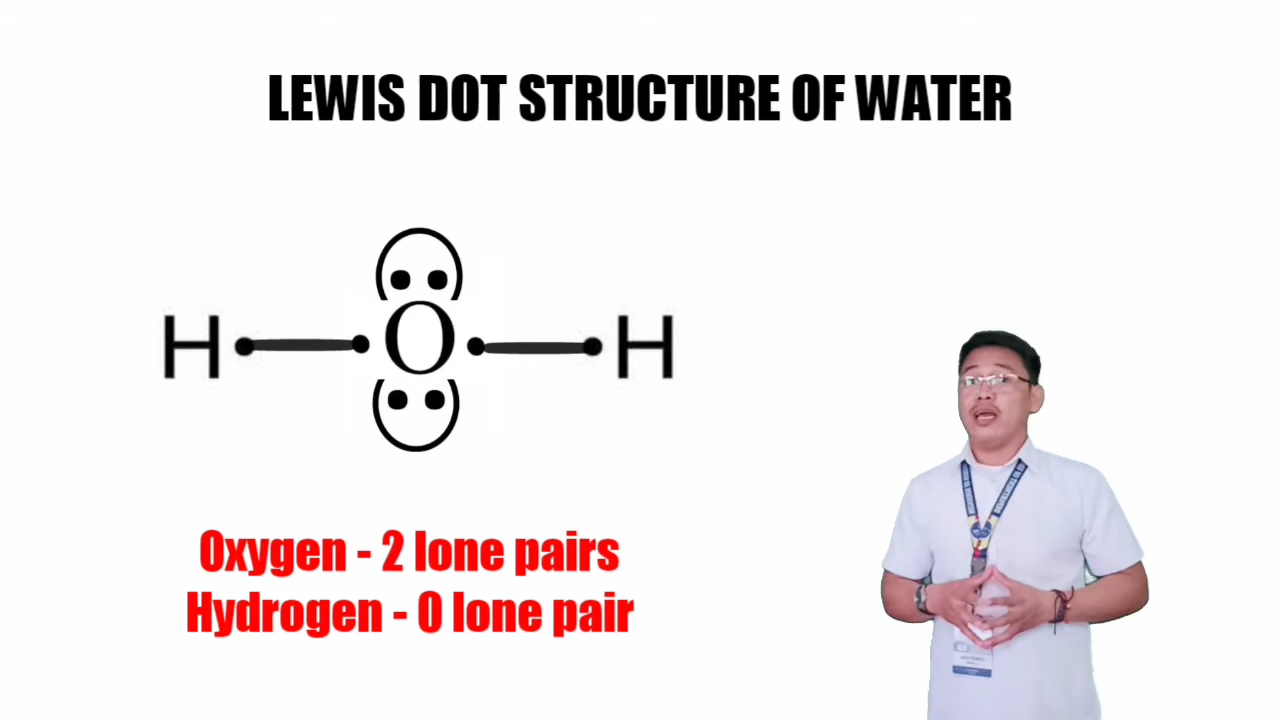 LEWIS DOT STRUCTURE OF WATER
H O H
Oxygen - 2 lone pairs
Hydrogen - 0 lone pair